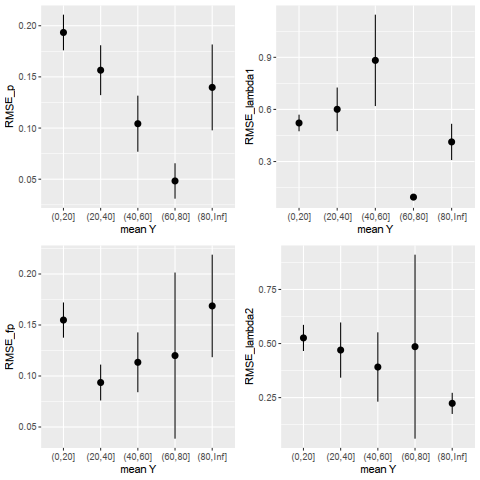 RMSE_p
0.20
0.15
0.10
0.05
(0,20]
(20,40]
(40,60]
(60,80]
(80,Inf]
mean Y
RMSE_lambda1
0.9
0.6
0.3
(0,20]
(20,40]
(40,60]
(60,80]
(80,Inf]
mean Y
RMSE_fp
0.20
0.15
0.10
0.05
(0,20]
(20,40]
(40,60]
(60,80]
(80,Inf]
mean Y
RMSE_lambda2
0.75
0.50
0.25
(0,20]
(20,40]
(40,60]
(60,80]
(80,Inf]
mean Y